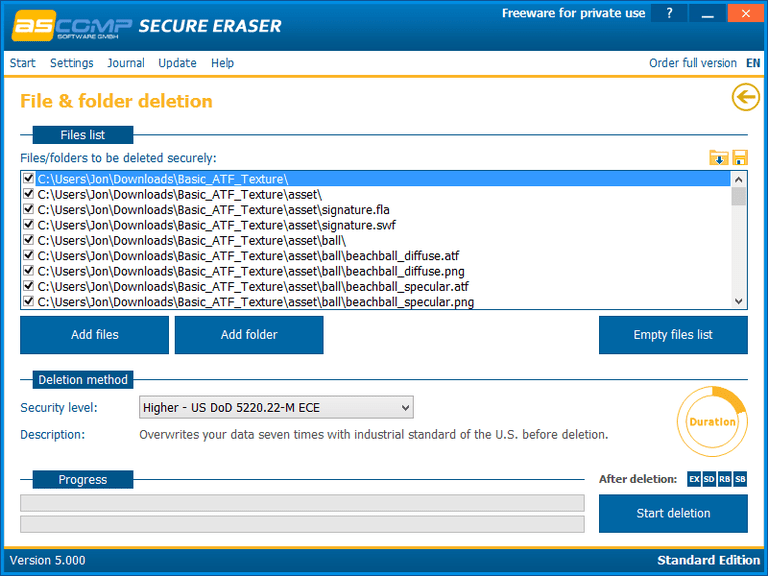 ASCOMP SECURE ERASER Freeware for private use ?
SOFTWARE GMBH
Start Settings Journal Update Help Order full version EN
File & folder deletion
Files list
Files/folders to be deleted securely:
C:\Users\Jon\Downloads\Basic_ATF_Texture\
C:\Users\Jon\Downloads\Basic_ATF_Texture\asset\
C:\Users\Jon\Downloads\Basic_ATF_Texture\asset\signature.fla
C:\Users\Jon\Downloads\Basic_ATF_Texture\asset\signature.swf
C:\Users\Jon\Downloads\Basic_ATF_Texture\asset\ball\
C:\Users\Jon\Downloads\Basic_ATF_Texture\asset\ball\beachball_diffuse.atf
C:\Users\Jon\Downloads\Basic_ATF_Texture\asset\ball\beachball_diffuse.png
C:\Users\Jon\Downloads\Basic_ATF_Texture\asset\ball\beachball_specular.atf
C:\Users\Jon\Downloads\Basic_ATF_Texture\asset\ball\beachball_specular.png
Add files Add folder Empty files list
Deletion method
Security level: Higher - US DoD 5220.22-M ECE
Duration
Description: Overwrites your data seven times with industrial standard of the U.S. before deletion.
Progress After deletion: EX SD RB SB
Start deletion
Version 5.000 Standard Edition